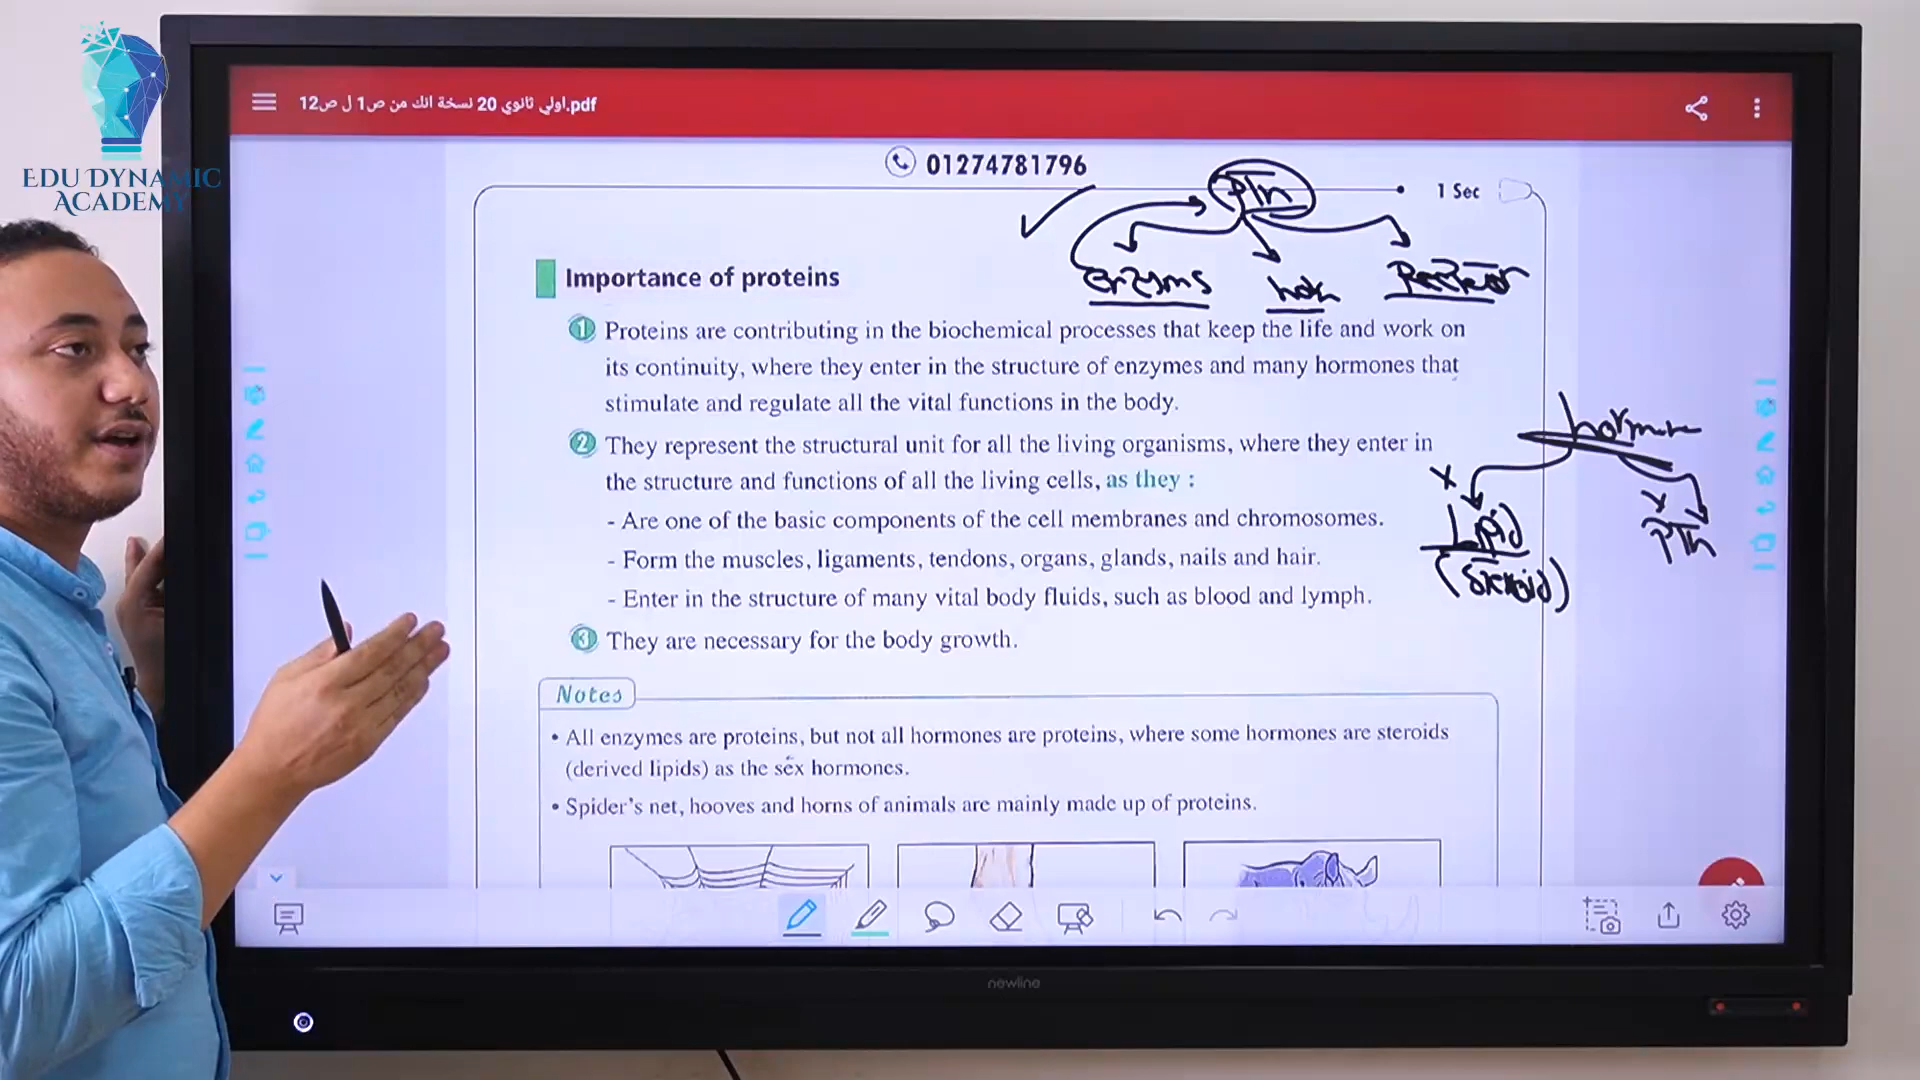 EDU DYNAMIC
ACADEMY
اولي ثانوي 20 نسخة انك من ص1 ل ص12.pdf
01274781796
1 Sec
PTn
enzyms
Importance of proteins
1 Proteins are contributing in the biochemical processes that keep the life and work on
its continuity, where they enter in the structure of enzymes and many hormones that
stimulate and regulate all the vital functions in the body.
2 They represent the structural unit for all the living organisms, where they enter in
the structure and functions of all the living cells, as they :
- Are one of the basic components of the cell membranes and chromosomes.
- Form the muscles, ligaments, tendons, organs, glands, nails and hair.
- Enter in the structure of many vital body fluids, such as blood and lymph.
3 They are necessary for the body growth.
hormone
x x
Lipid PTn
(Steroid)
Notes
• All enzymes are proteins, but not all hormones are proteins, where some hormones are steroids
(derived lipids) as the sex hormones.
• Spider's net, hooves and horns of animals are mainly made up of proteins.
newline